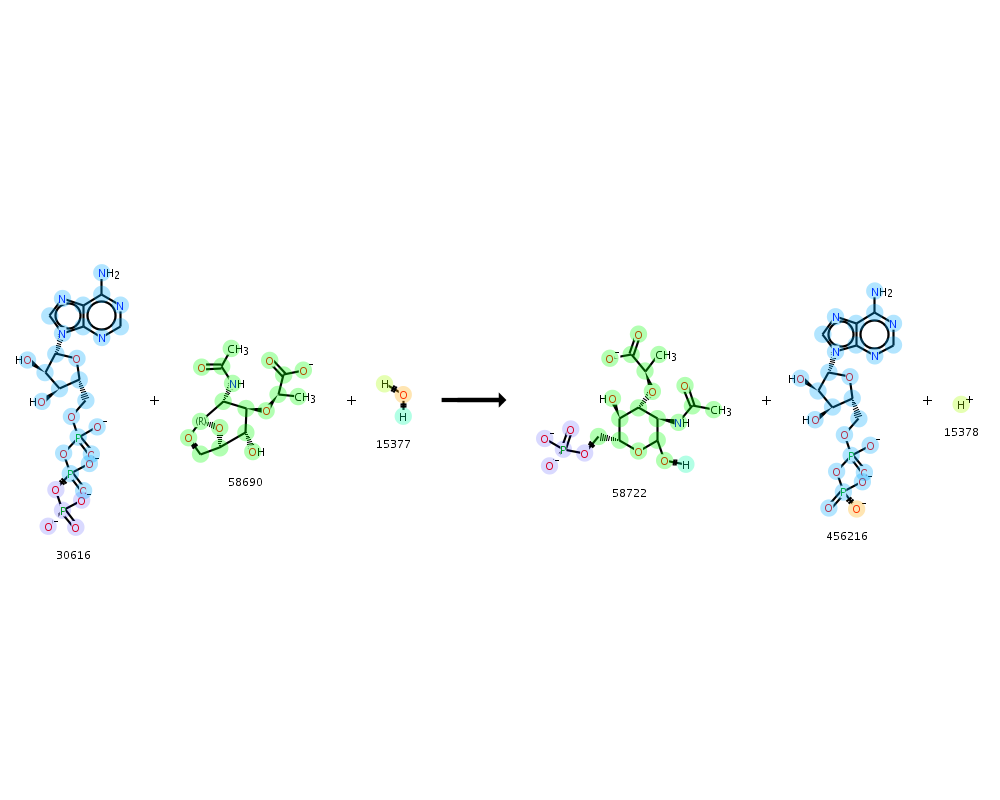 NH2
N
N
N
N
HO
O
HO
O
P
O
O-
O
O
P
O-
O
O
P
O-
O-
O
30616
+
CH3
O
NH
(R)
O
O
OH
O
O
O-
CH3
58690
+
H
O
H
15377
O
O-
CH3
O
HO
O
NH
CH3
O
O-
P
O
O-
O
O
H
58722
+
NH2
N
N
N
N
HO
O
HO
O
P
O-
O
O
P
O-
O
O-
456216
+
H+
15378